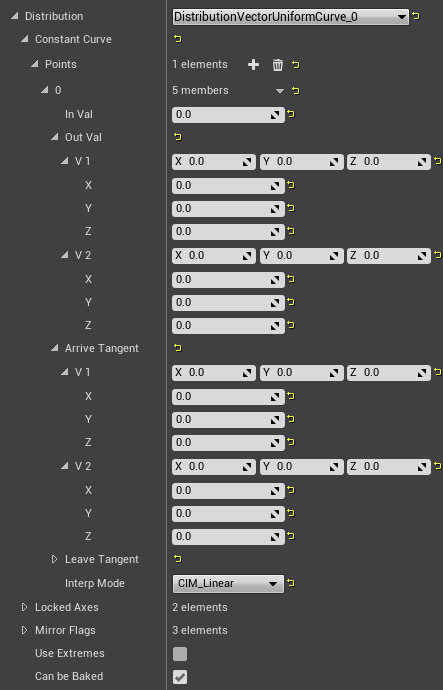 Distribution DistributionVectorUniformCurve_0
Constant Curve
Points 1 elements
0 5 members
In Val 0.0
Out Val
V 1 X 0.0 Y 0.0 Z 0.0
X 0.0
Y 0.0
Z 0.0
V 2 X 0.0 Y 0.0 Z 0.0
X 0.0
Y 0.0
Z 0.0
Arrive Tangent
V 1 X 0.0 Y 0.0 Z 0.0
X 0.0
Y 0.0
Z 0.0
V 2 X 0.0 Y 0.0 Z 0.0
X 0.0
Y 0.0
Z 0.0
Leave Tangent
Interp Mode CIM_Linear
Locked Axes 2 elements
Mirror Flags 3 elements
Use Extremes
Can be Baked